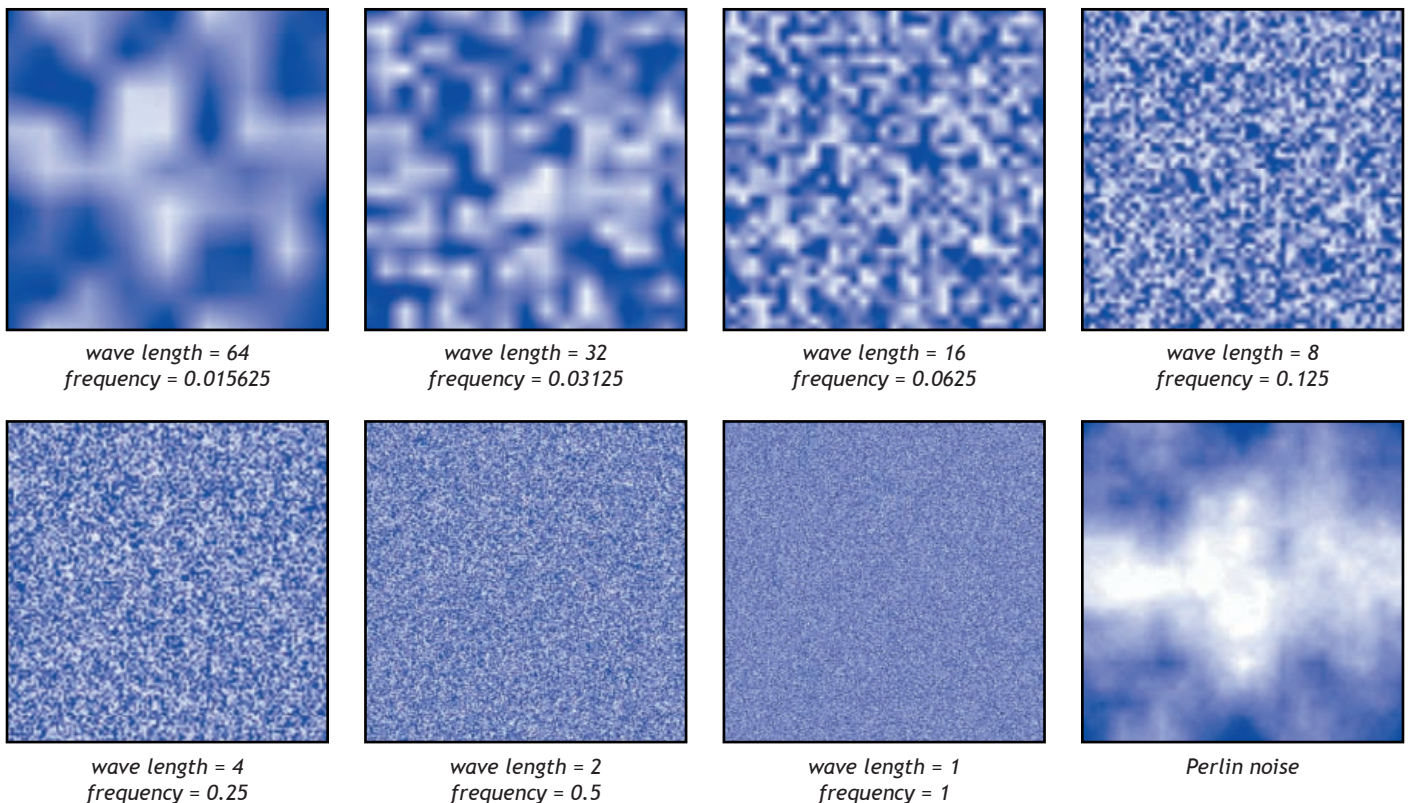 wave length = 64
frequency = 0.015625
wave length = 32
frequency = 0.03125
wave length = 16
frequency = 0.0625
wave length = 8
frequency = 0.125
wave length = 4
frequency = 0.25
wave length = 2
frequency = 0.5
wave length = 1
frequency = 1
Perlin noise